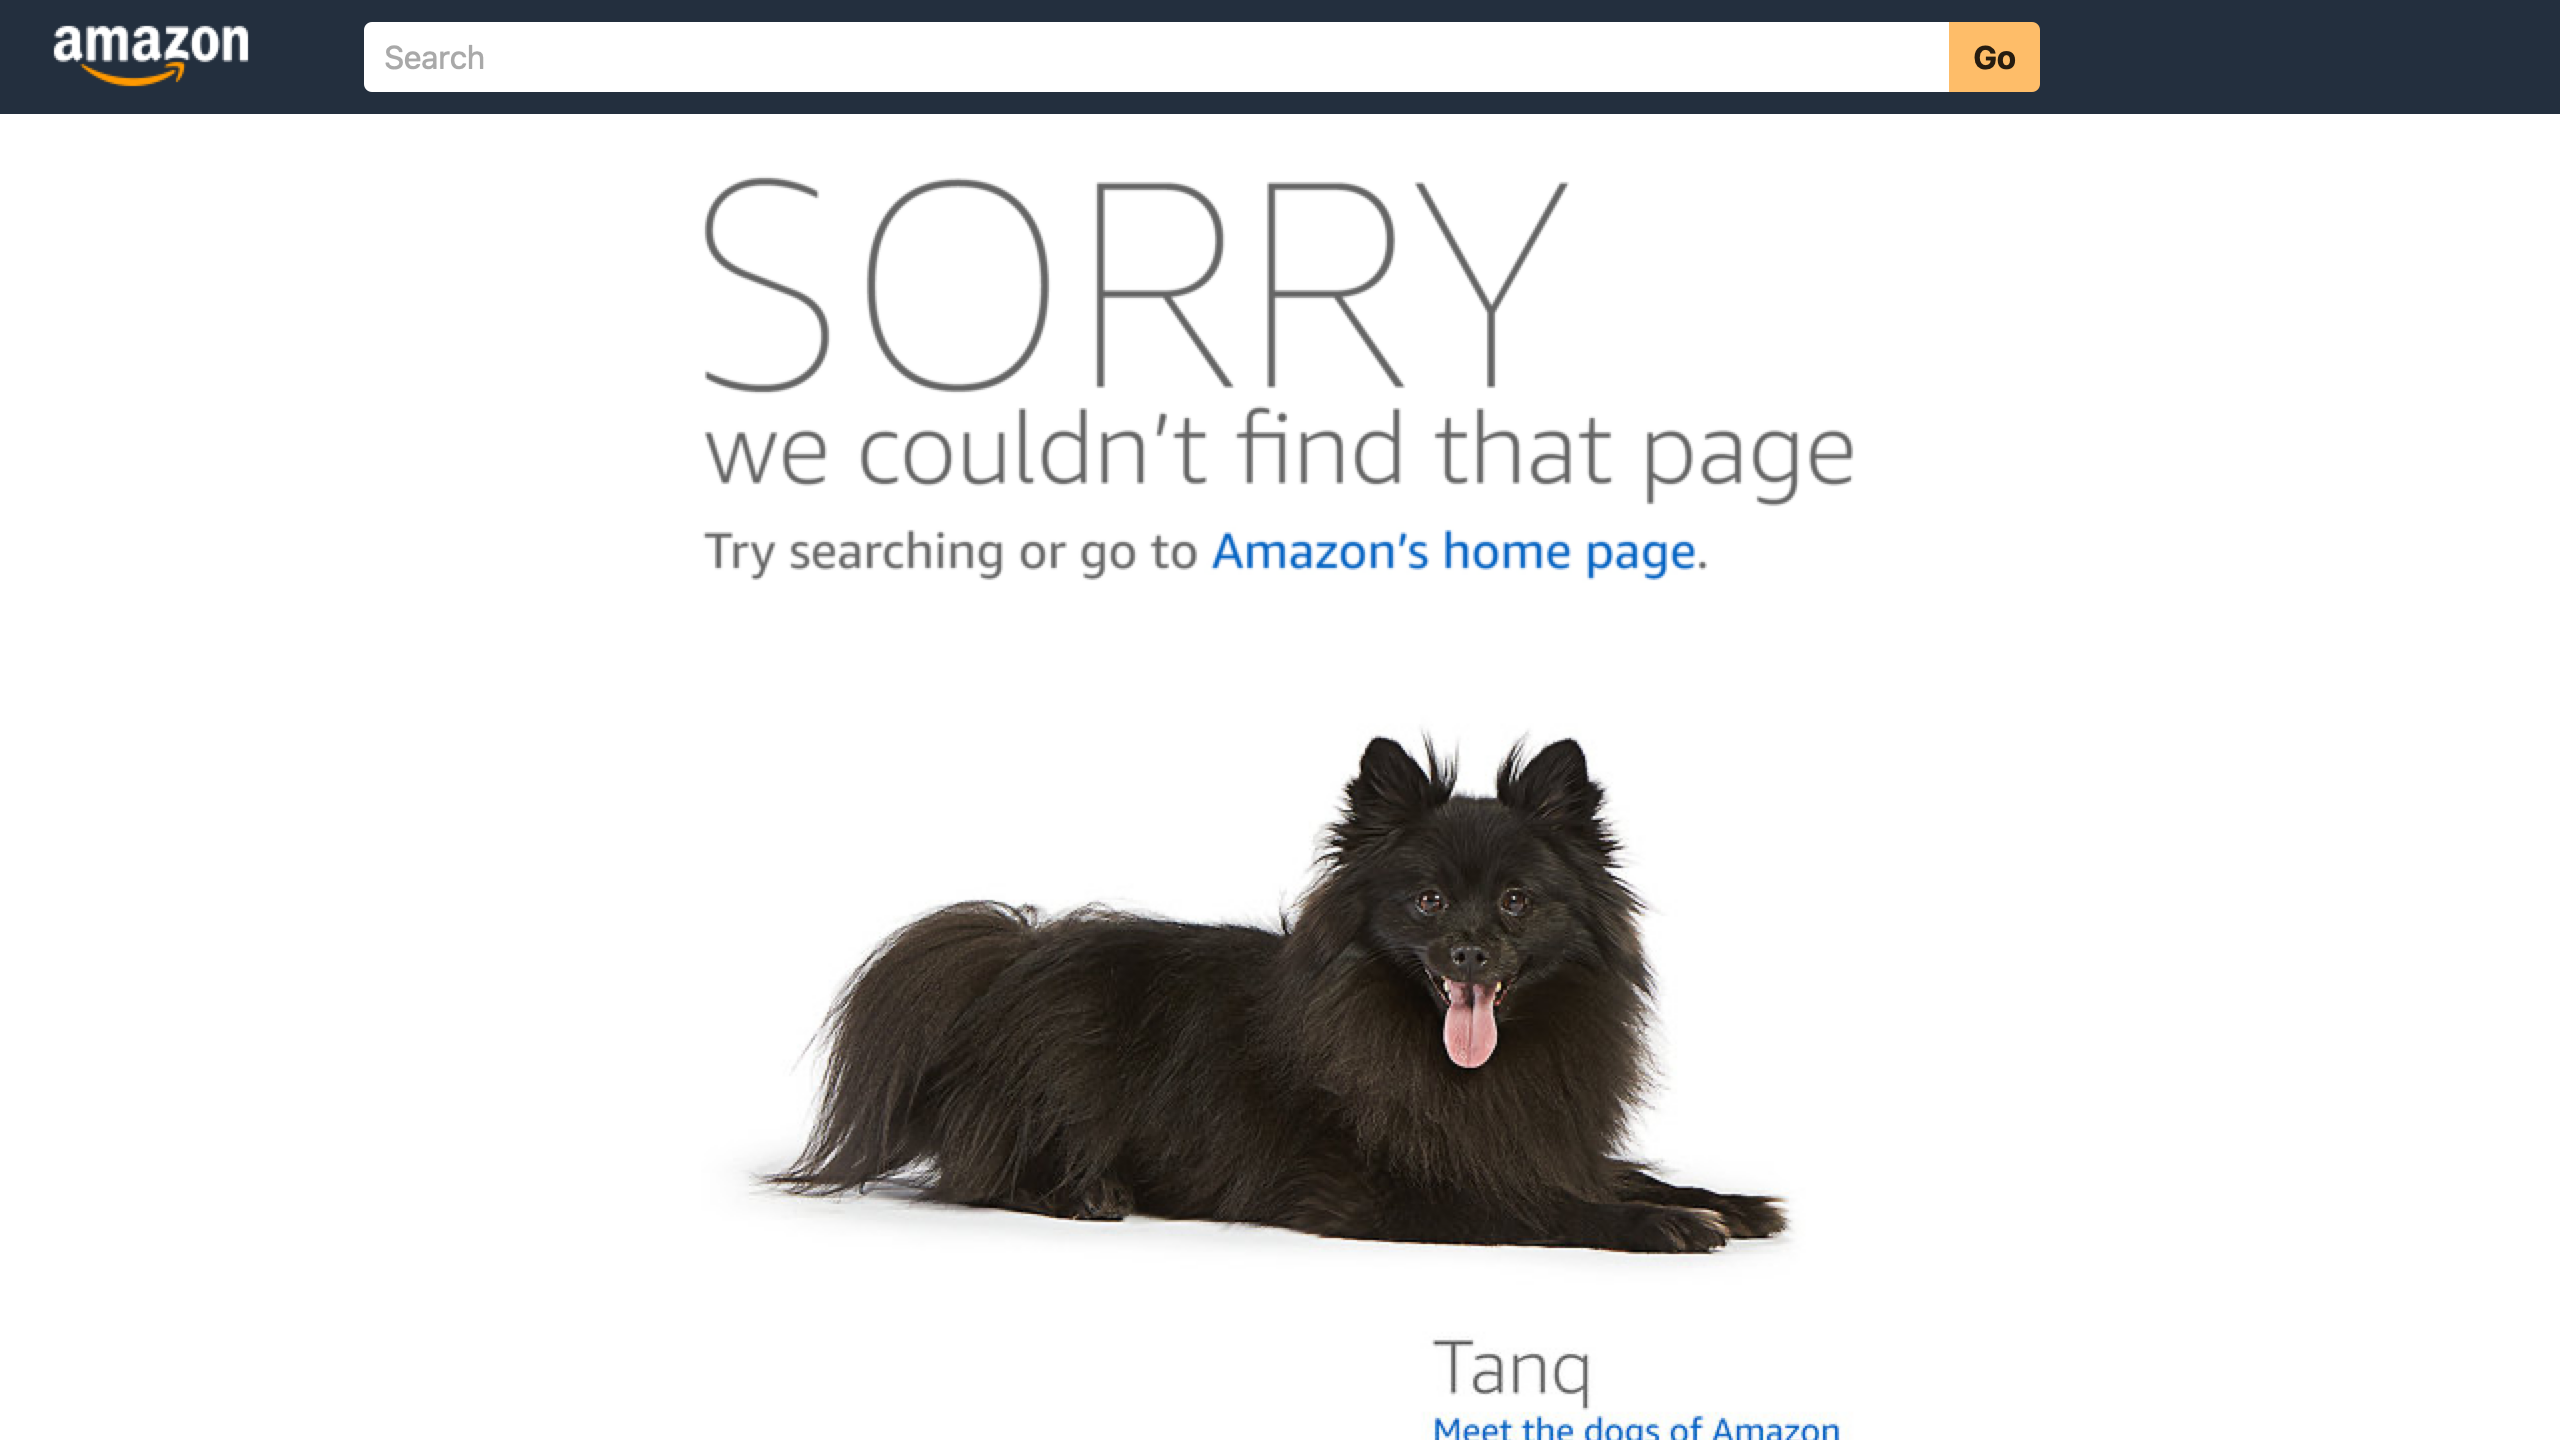 amazon
Search
Go
SORRY
we couldn't find that page
Try searching or go to Amazon's home page.
Tanq
Meet the dogs of Amazon